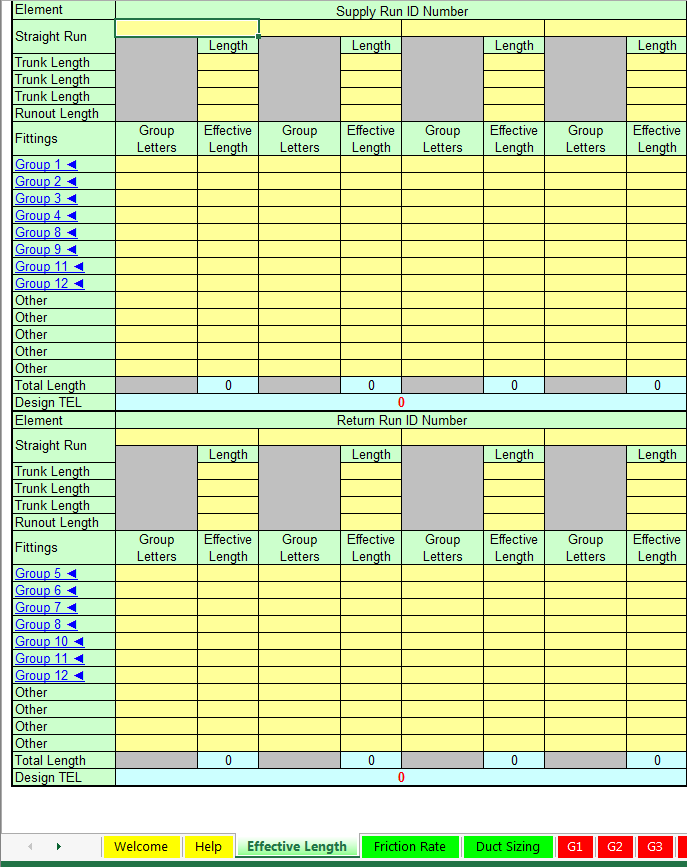 Element Supply Run ID Number
Straight Run
Length Length Length Length
Trunk Length
Trunk Length
Trunk Length
Runout Length
Fittings Group Letters Effective Length Group Letters Effective Length Group Letters Effective Length Group Letters Effective Length
Group 1 ◄
Group 2 ◄
Group 3 ◄
Group 4 ◄
Group 8 ◄
Group 9 ◄
Group 11 ◄
Group 12 ◄
Other
Other
Other
Other
Other
Total Length 0 0 0 0
Design TEL 0
Element Return Run ID Number
Straight Run
Length Length Length Length
Trunk Length
Trunk Length
Trunk Length
Runout Length
Fittings Group Letters Effective Length Group Letters Effective Length Group Letters Effective Length Group Letters Effective Length
Group 5 ◄
Group 6 ◄
Group 7 ◄
Group 8 ◄
Group 10 ◄
Group 11 ◄
Group 12 ◄
Other
Other
Other
Other
Total Length 0 0 0 0
Design TEL 0
Welcome Help Effective Length Friction Rate Duct Sizing G1 G2 G3